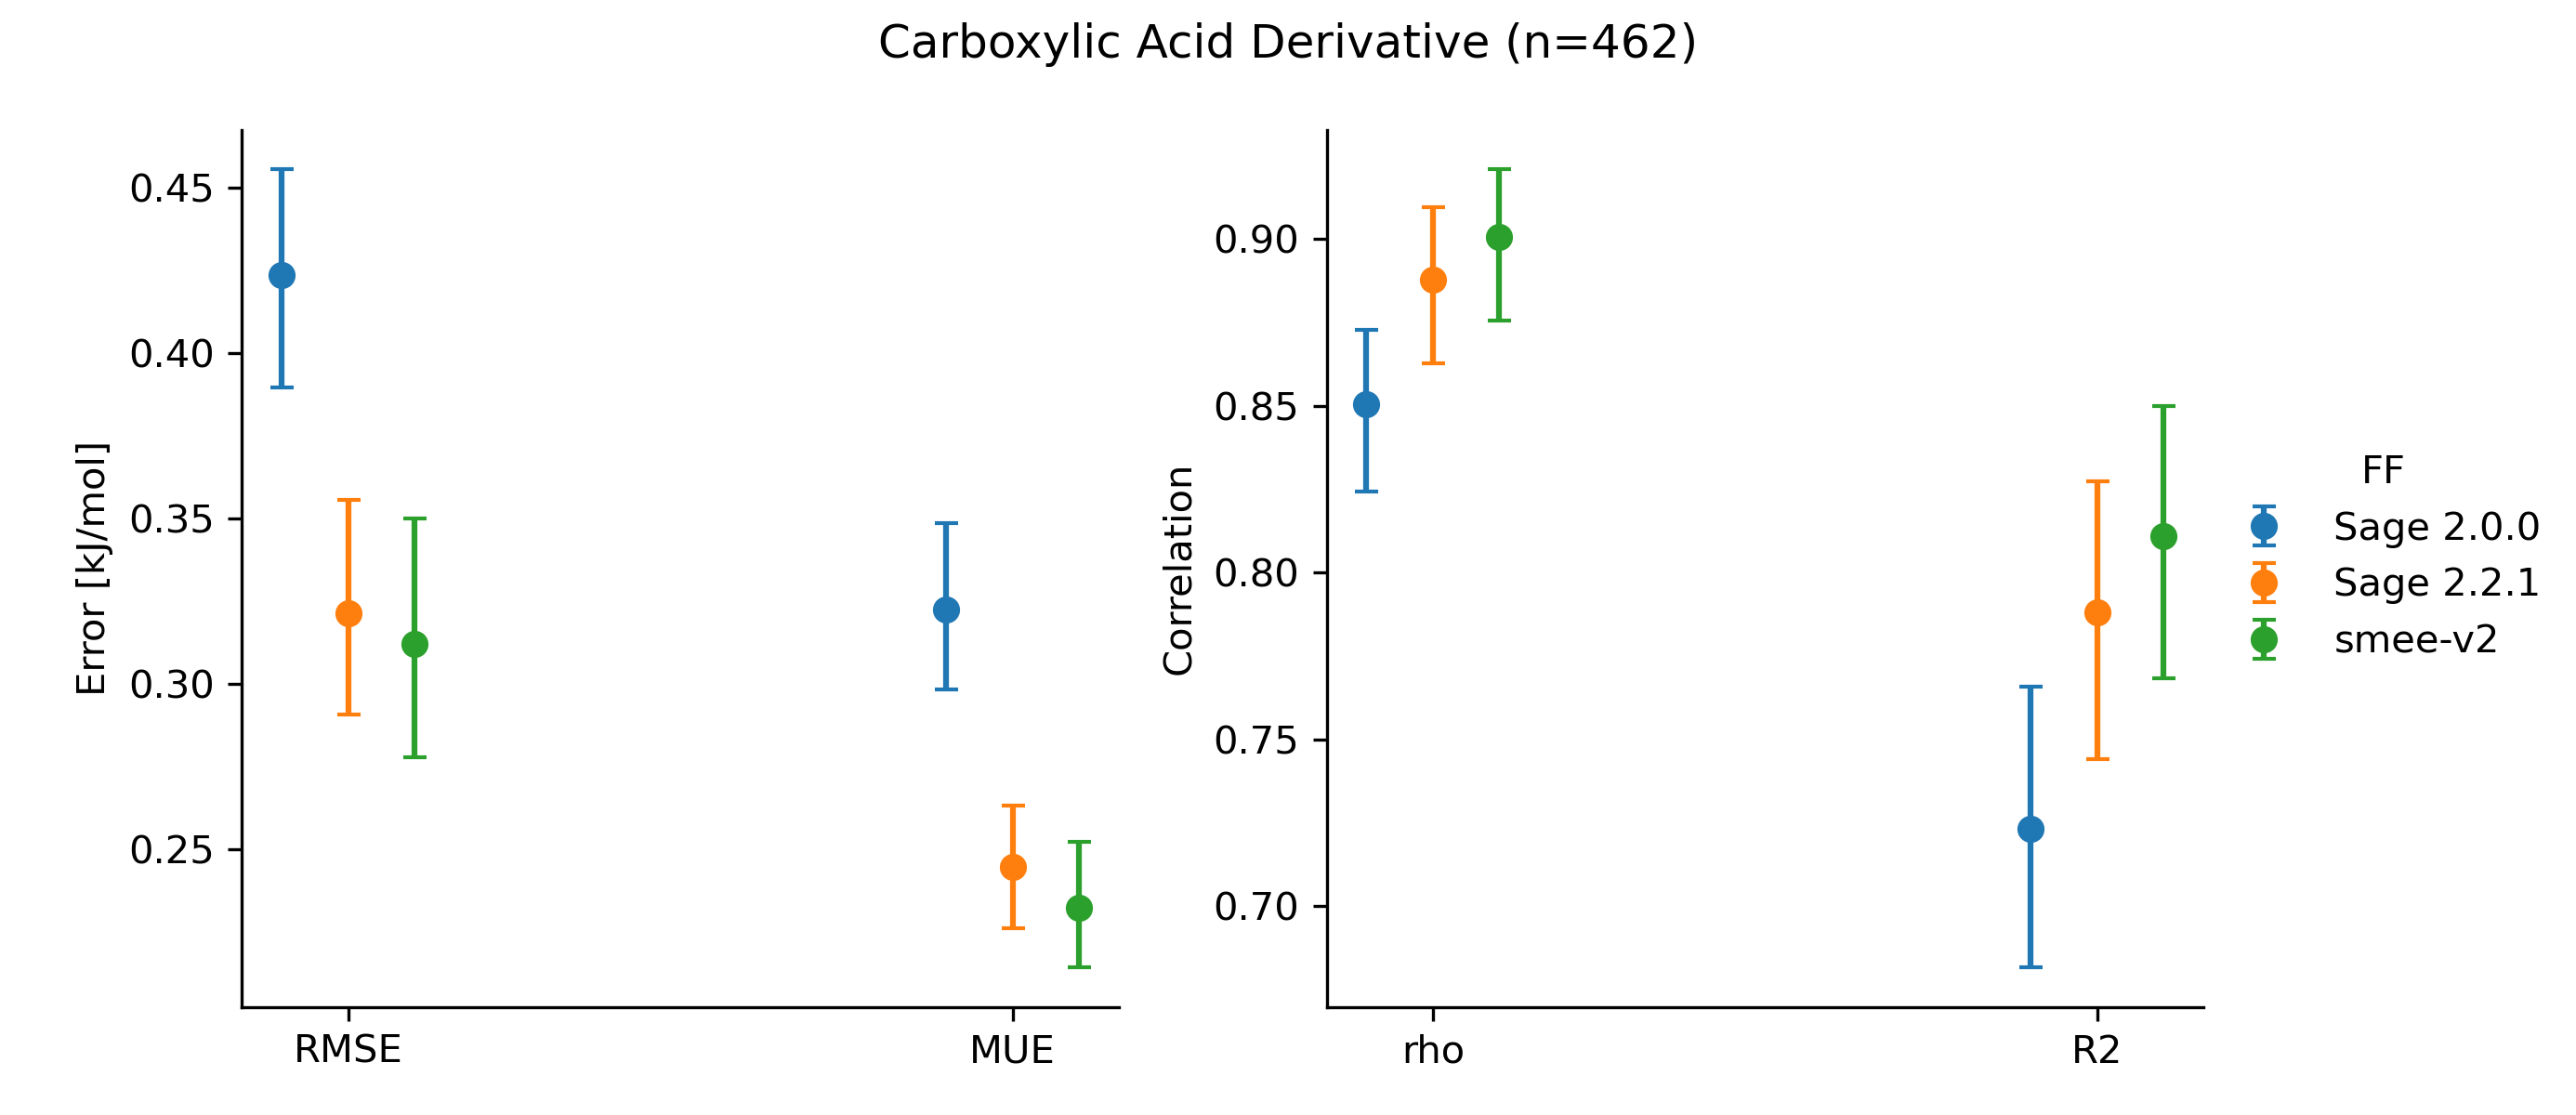 Carboxylic Acid Derivative (n=462)
Error [kJ/mol]
0.45
0.40
0.35
0.30
0.25
RMSE
MUE
Correlation
0.90
0.85
0.80
0.75
0.70
rho
R2
FF
Sage 2.0.0
Sage 2.2.1
smee-v2